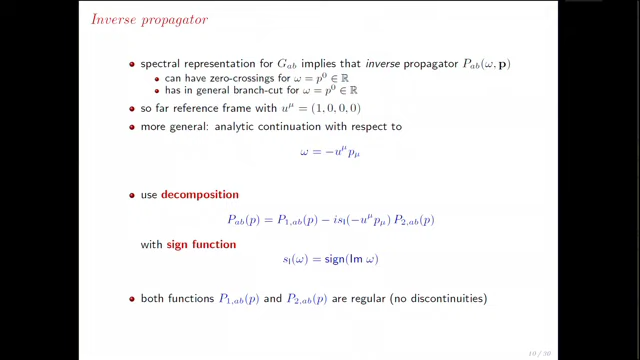 Inverse propagator
• spectral representation for G_ab implies that inverse propagator P_ab(ω, p)
• can have zero-crossings for ω = p⁰ ∈ ℝ
• has in general branch-cut for ω = p⁰ ∈ ℝ
• so far reference frame with u^μ = (1, 0, 0, 0)
• more general: analytic continuation with respect to
ω = −u^μ p_μ
• use decomposition
P_ab(p) = P_1,ab(p) − is_I(−u^μ p_μ) P_2,ab(p)
with sign function
s_I(ω) = sign(Im ω)
• both functions P_1,ab(p) and P_2,ab(p) are regular (no discontinuities)
10 / 30